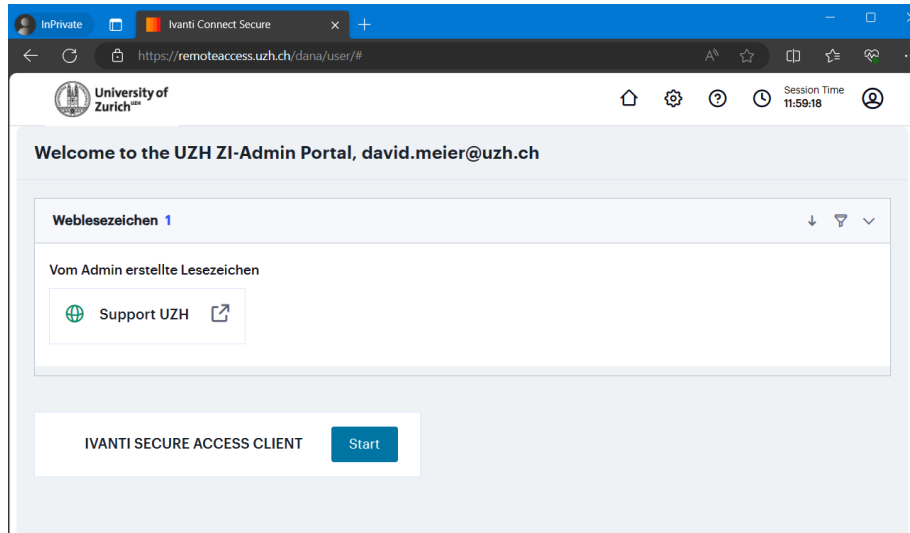 InPrivate
Ivanti Connect Secure
https://remoteaccess.uzh.ch/dana/user/#
University of
Zurich UZH
Session Time
11:59:18
Welcome to the UZH ZI-Admin Portal, david.meier@uzh.ch
Weblesezeichen 1
Vom Admin erstellte Lesezeichen
Support UZH
IVANTI SECURE ACCESS CLIENT
Start